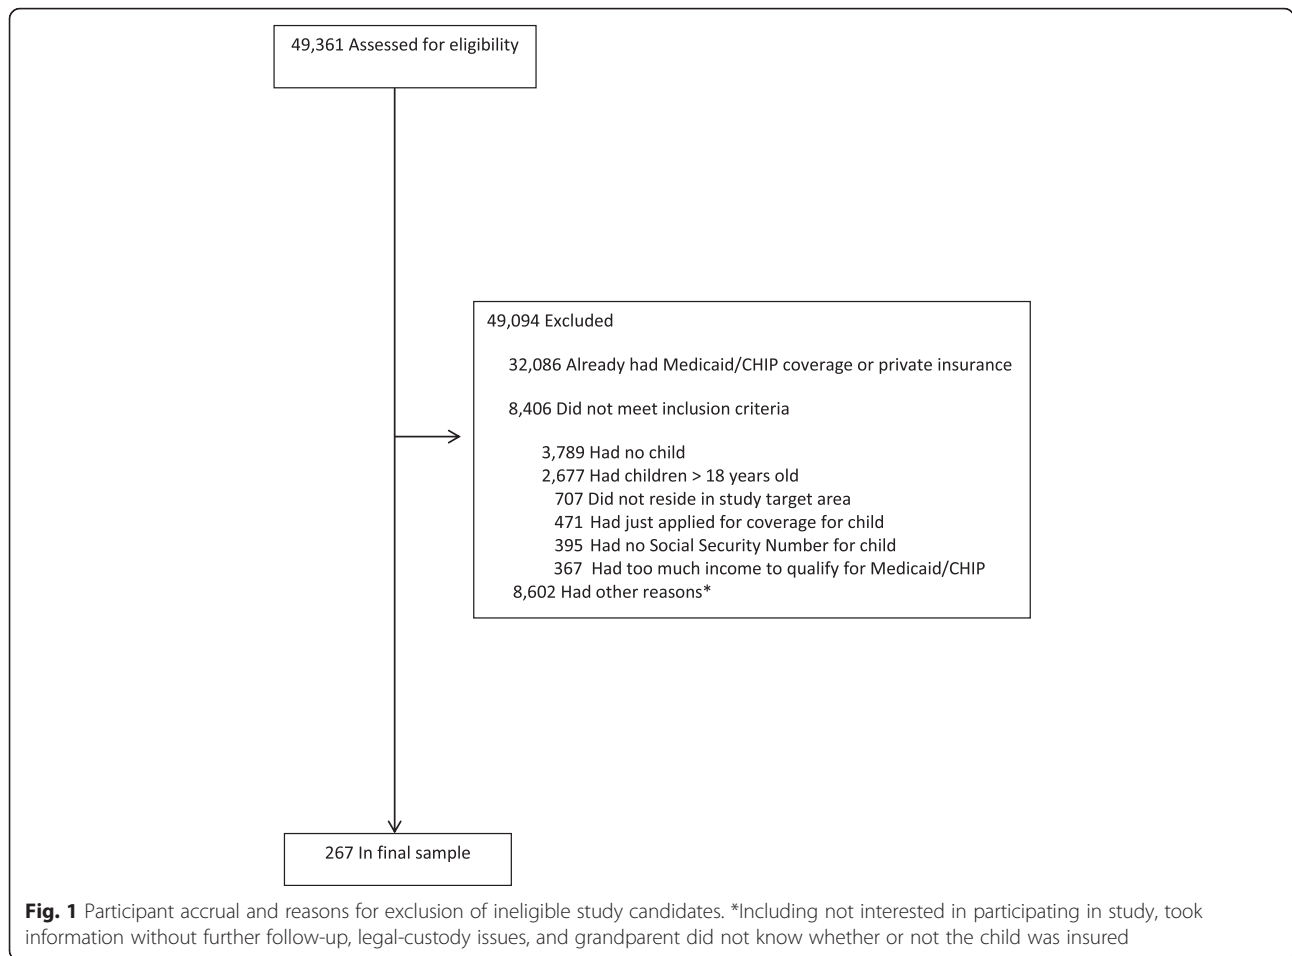 49,361 Assessed for eligibility
49,094 Excluded
32,086 Already had Medicaid/CHIP coverage or private insurance
8,406 Did not meet inclusion criteria
3,789 Had no child
2,677 Had children > 18 years old
707 Did not reside in study target area
471 Had just applied for coverage for child
395 Had no Social Security Number for child
367 Had too much income to qualify for Medicaid/CHIP
8,602 Had other reasons*
267 In final sample
Fig. 1 Participant accrual and reasons for exclusion of ineligible study candidates. *Including not interested in participating in study, took
information without further follow-up, legal-custody issues, and grandparent did not know whether or not the child was insured